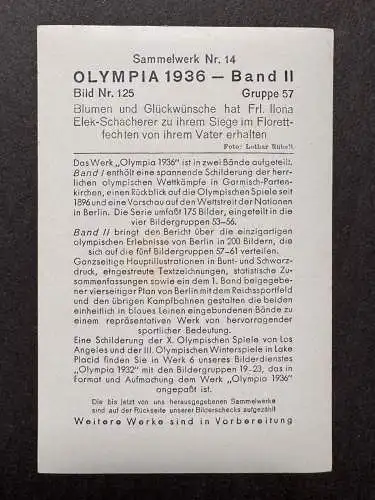 Sammelwerk Nr. 14
OLYMPIA 1936 – Band II
Bild Nr. 125 Gruppe 57
Blumen und Glückwünsche hat Frl. Ilona
Elek-Schacherer zu ihrem Siege im Florett-
fechten von ihrem Vater erhalten
Foto: Lothar Rübelt
Das Werk „Olympia 1936" ist in zwei Bände aufgeteilt.
Band I enthält eine spannende Schilderung der herr-
lichen olympischen Wettkämpfe in Garmisch-Parten-
kirchen, einen Rückblick auf die Olympischen Spiele seit
1896 und eine Vorschau auf den Wettstreit der Nationen
in Berlin. Die Serie umfaßt 175 Bilder, eingeteilt in die
vier Bildergruppen 53–56.
Band II bringt den Bericht über die einzigartigen
olympischen Erlebnisse von Berlin in 200 Bildern, die
sich auf die fünf Bildergruppen 57–61 verteilen.
Ganzseitige Hauptillustrationen in Bunt- und Schwarz-
druck, eingestreute Textzeichnungen, statistische Zu-
sammenfassungen sowie ein dem 1. Band beigegebe-
ner vierseitiger Plan von Berlin mit dem Reichssportfeld
und den übrigen Kampfbahnen gestalten die beiden
einheitlich in blaues Leinen eingebundenen Bände zu
einem repräsentativen Werk von hervorragender
sportlicher Bedeutung.
Eine Schilderung der X. Olympischen Spiele von Los
Angeles und der III. Olympischen Winterspiele in Lake
Placid finden Sie in Werk 6 unseres Bilderdienstes
„Olympia 1932" mit den Bildergruppen 19–23, das in
Format und Aufmachung dem Werk „Olympia 1936"
angepaßt ist.
Die bis jetzt von uns herausgegebenen Sammelwerke
sind auf der Rückseite unserer Bilderschecks aufgezählt
Weitere Werke sind in Vorbereitung